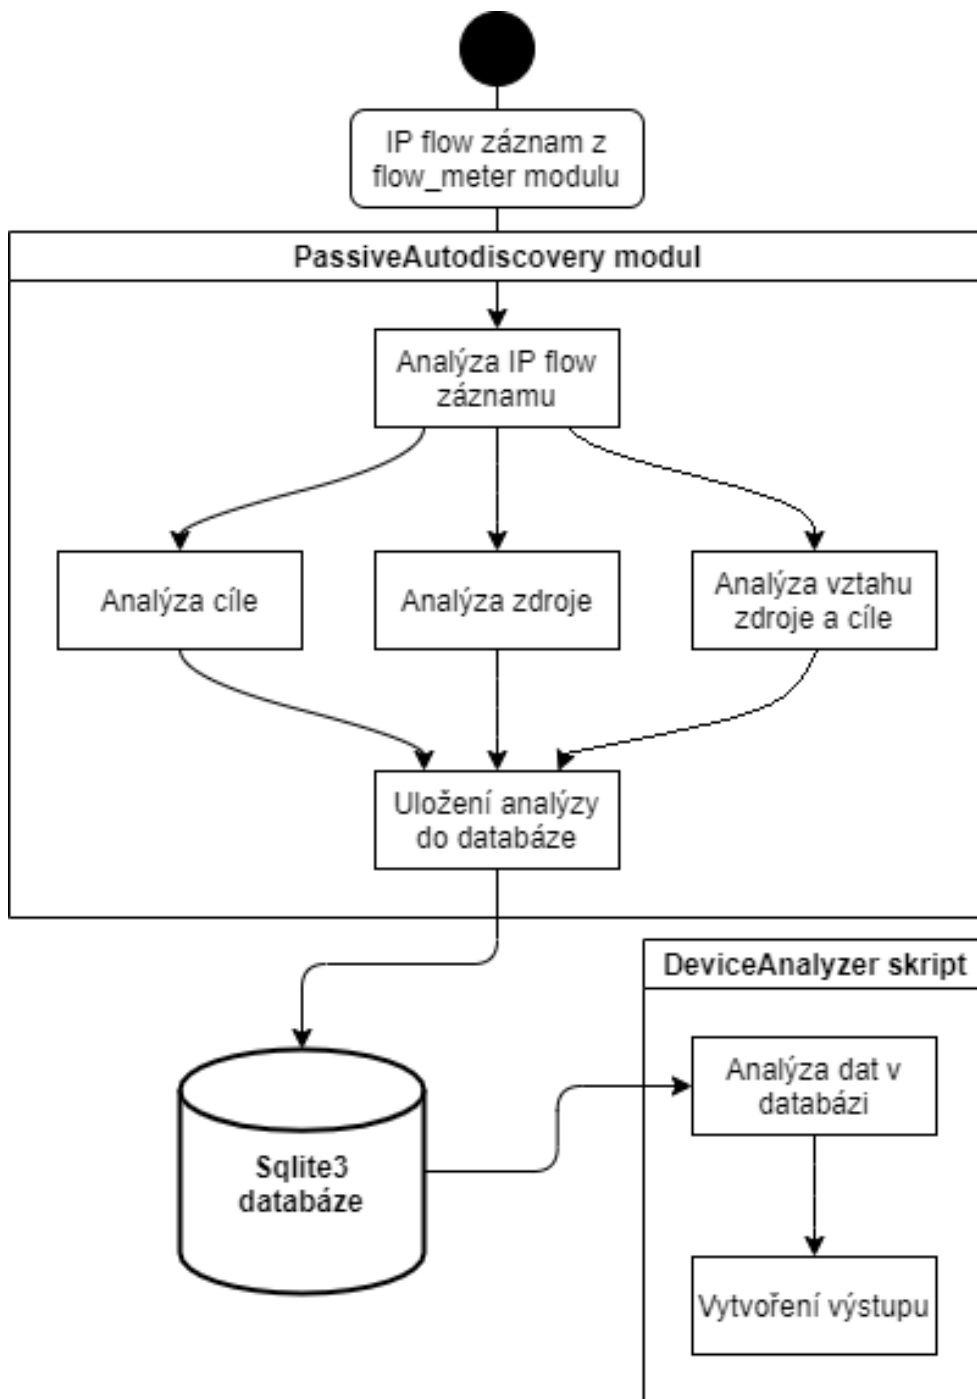 IP flow záznam z
flow_meter modulu
PassiveAutodiscovery modul
Analýza IP flow
záznamu
Analýza cíle
Analýza zdroje
Analýza vztahu
zdroje a cíle
Uložení analýzy
do databáze
Sqlite3
databáze
DeviceAnalyzer skript
Analýza dat v
databázi
Vytvoření výstupu